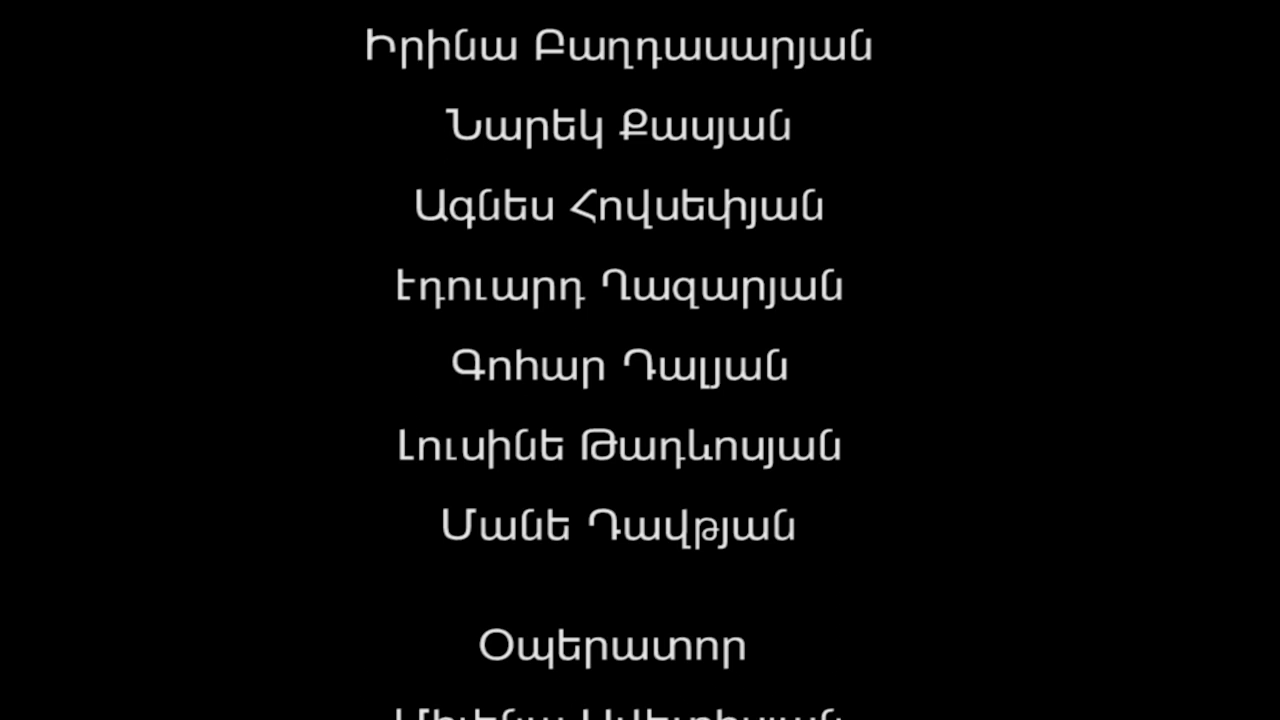 Իրինա Բաղդասարյան
Նարեկ Քասյան
Ագնես Հովսեփյան
Էդուարդ Ղազարյան
Գոհար Դալյան
Լուսինե Թադևոսյան
Մանե Դավթյան
Օպերատոր